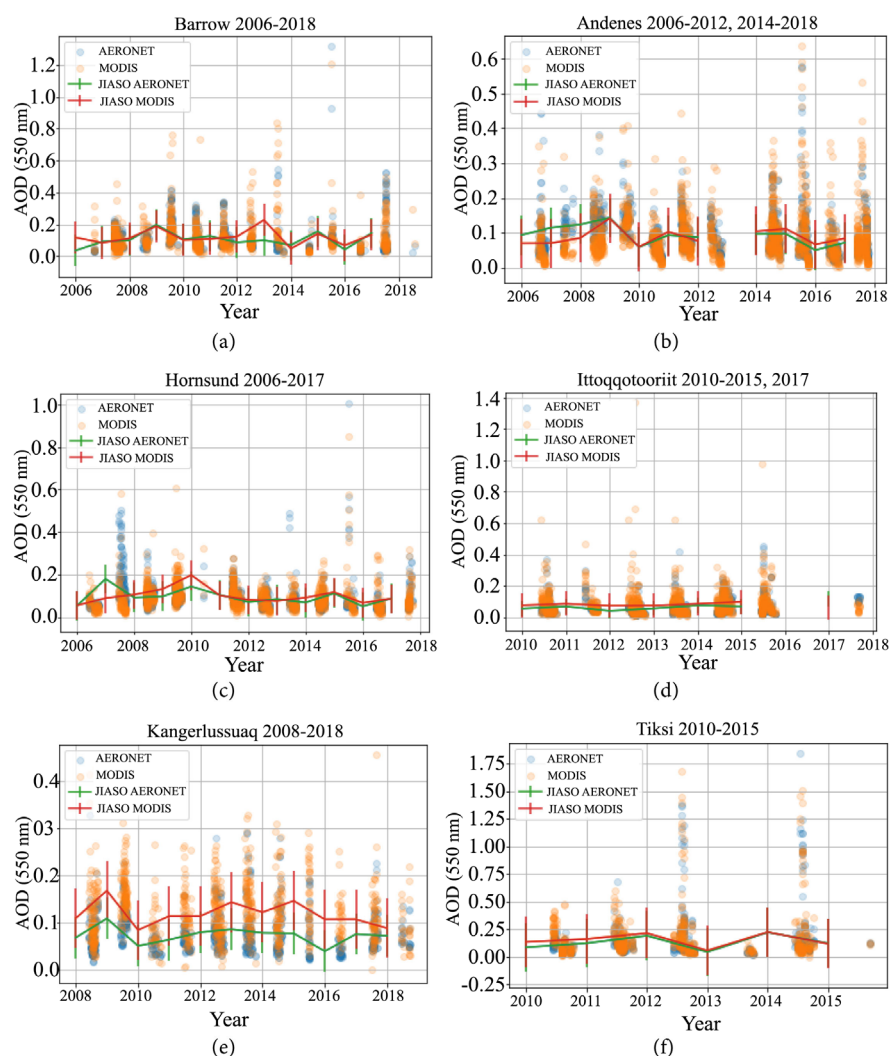 Barrow 2006-2018
AERONET
MODIS
JIASO AERONET
JIASO MODIS
AOD (550 nm)
1.2
1.0
0.8
0.6
0.4
0.2
0.0
2006 2008 2010 2012 2014 2016 2018
Year
(a)
Andenes 2006-2012, 2014-2018
AERONET
MODIS
JIASO AERONET
JIASO MODIS
AOD (550 nm)
0.6
0.5
0.4
0.3
0.2
0.1
0.0
2006 2008 2010 2012 2014 2016 2018
Year
(b)
Hornsund 2006-2017
AERONET
MODIS
JIASO AERONET
JIASO MODIS
AOD (550 nm)
1.0
0.8
0.6
0.4
0.2
0.0
2006 2008 2010 2012 2014 2016 2018
Year
(c)
Ittoqqotooriit 2010-2015, 2017
AERONET
MODIS
JIASO AERONET
JIASO MODIS
AOD (550 nm)
1.4
1.2
1.0
0.8
0.6
0.4
0.2
0.0
2010 2011 2012 2013 2014 2015 2016 2017 2018
Year
(d)
Kangerlussuaq 2008-2018
AERONET
MODIS
JIASO AERONET
JIASO MODIS
AOD (550 nm)
0.4
03
0.2
0.1
0.0
2008 2010 2012 2014 2016 2018
Year
(e)
Tiksi 2010-2015
AERONET
MODIS
JIASO AERONET
JIASO MODIS
AOD (550 nm)
1.75
1.50
1.25
1.00
0.75
0.50
0.25
0.00
-0.25
2010 2011 2012 2013 2014 2015
Year
(f)